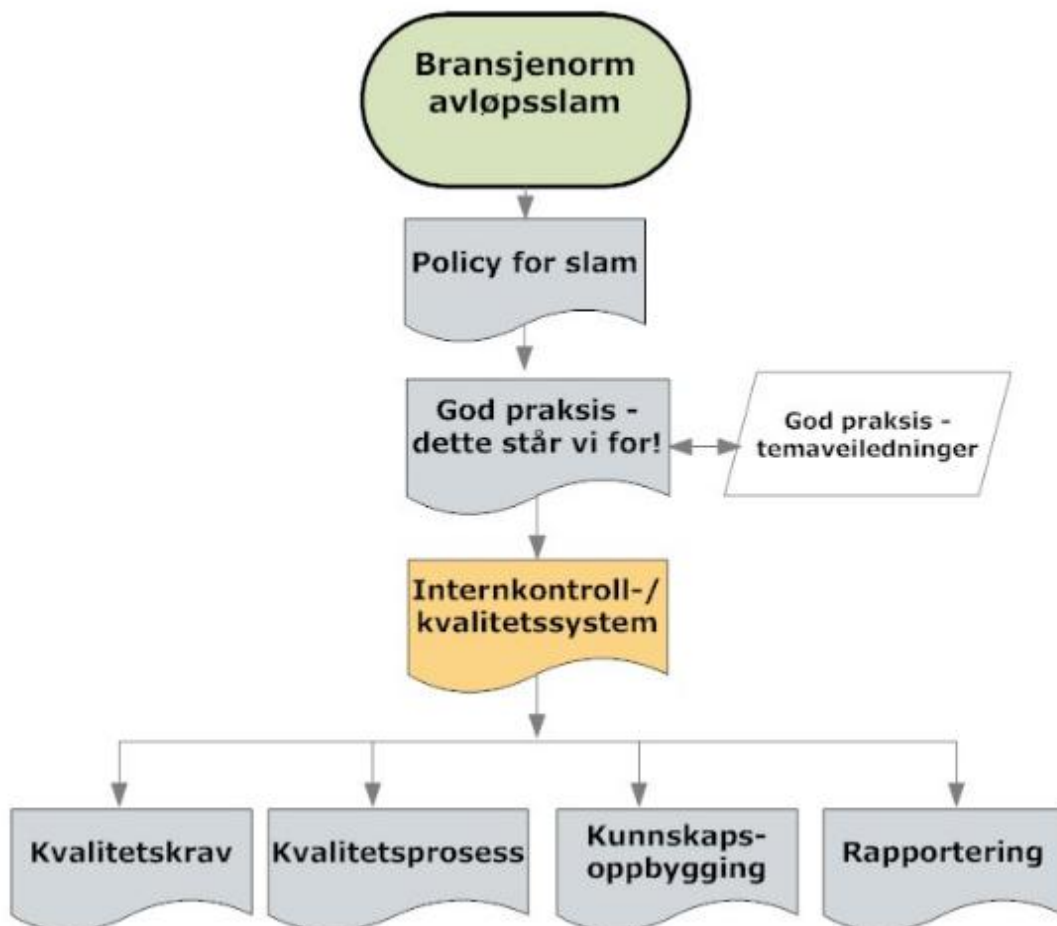 Bransjenorm
avløpsslam
Policy for slam
God praksis -
dette står vi for!
God praksis -
temaveiledninger
Internkontroll-/
kvalitetssystem
Kvalitetskrav
Kvalitetsprosess
Kunnskaps-
oppbygging
Rapportering